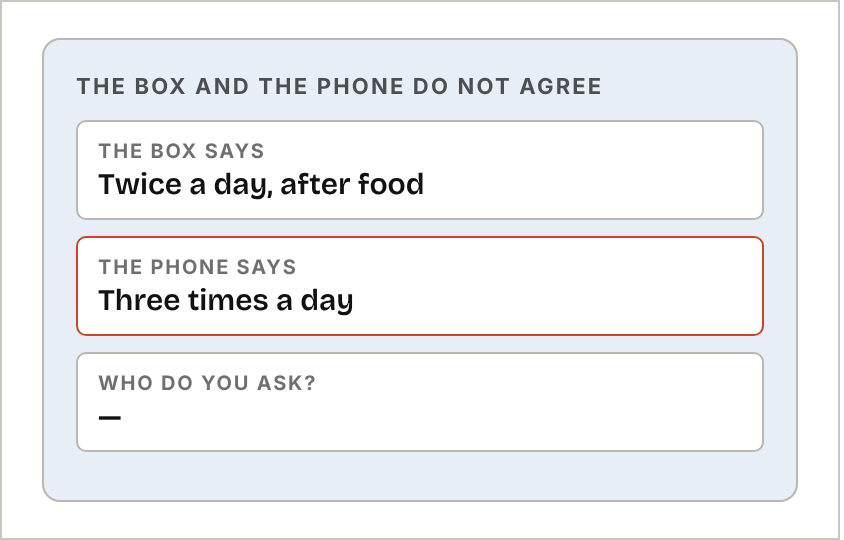 THE BOX AND THE PHONE DO NOT AGREE
THE BOX SAYS
Twice a day, after food
THE PHONE SAYS
Three times a day
WHO DO YOU ASK?
—